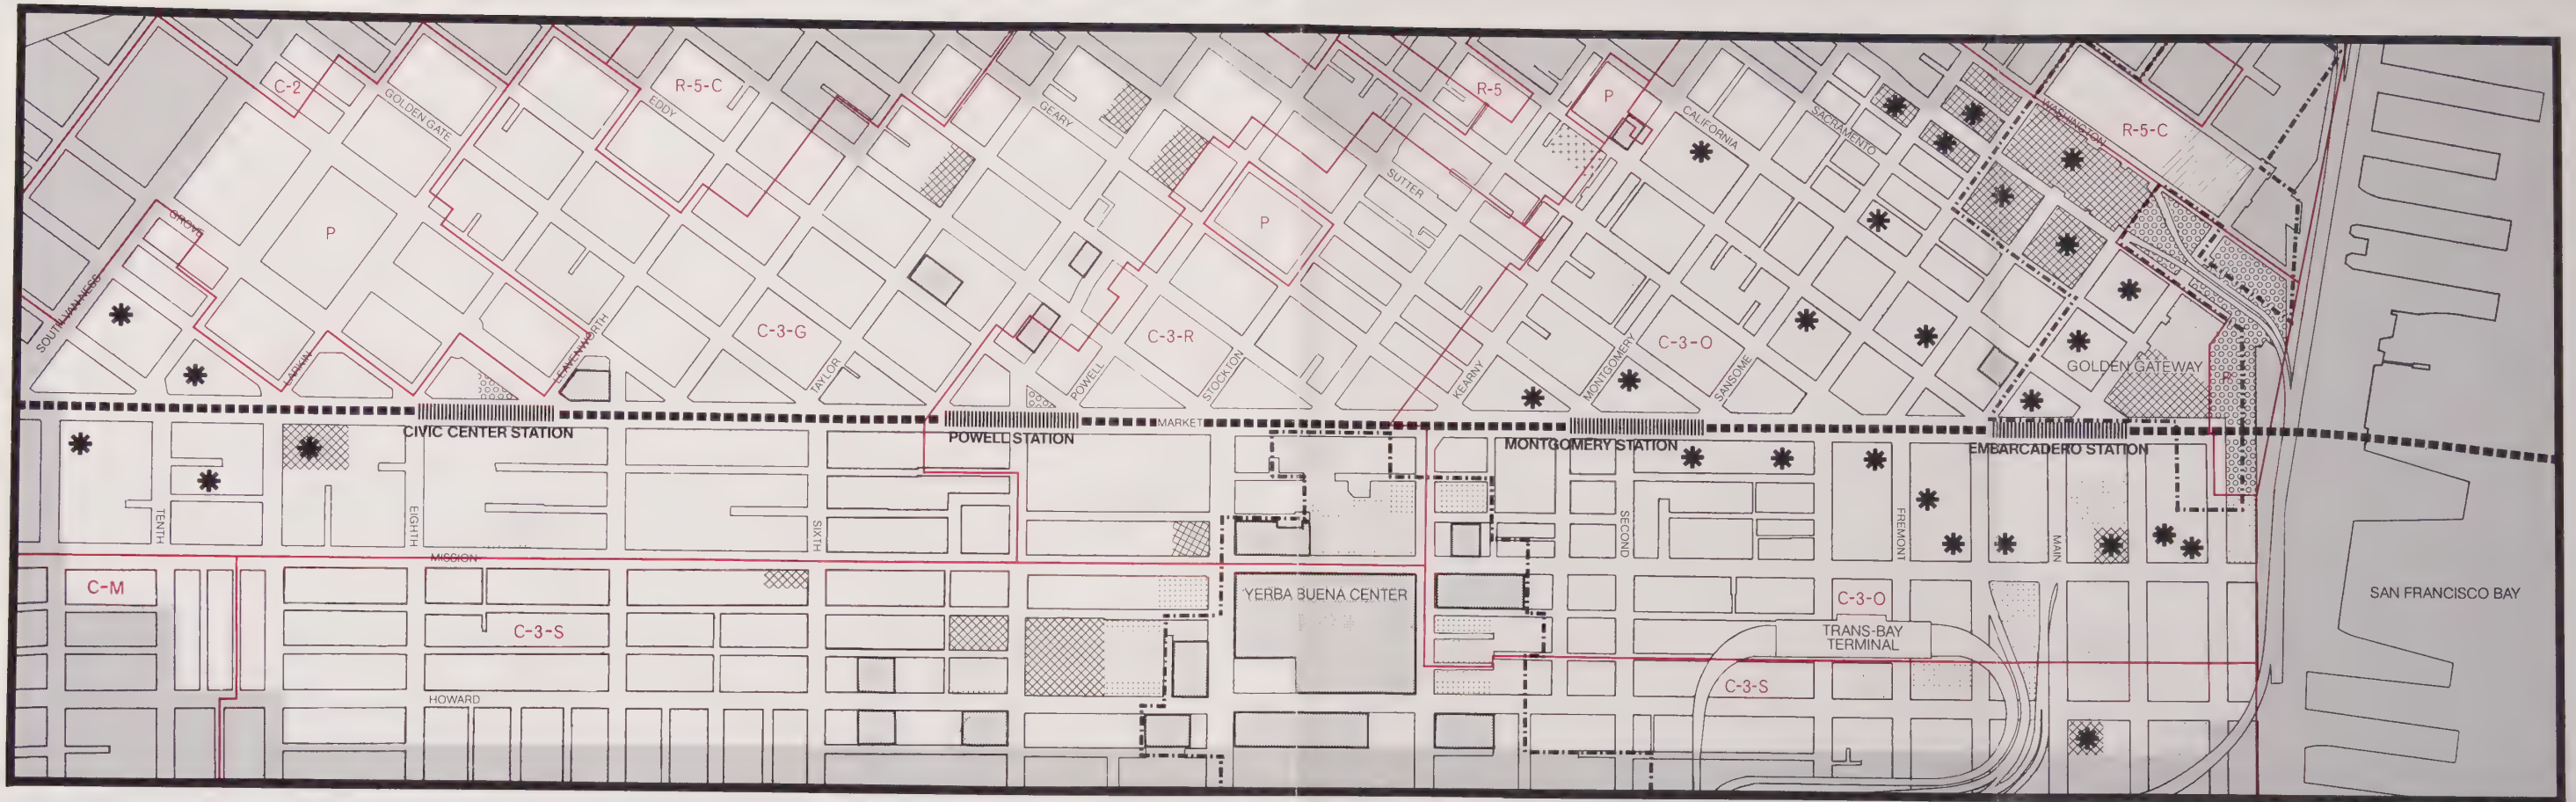 C-2
R-5-C
R-5
P
GOLDEN GATE
EDDY
GEARY
CALIFORNIA
SACRAMENTO
WASHINGTON
R-5-C
SUTTER
GROVE
P
P
SOUTH VAN NESS
LARKIN
LEAVENWORTH
C-3-G
TAYLOR
POWELL
C-3-R
STOCKTON
KEARNY
MONTGOMERY
C-3-O
SANSOME
GOLDEN GATEWAY
P
MARKET
CIVIC CENTER STATION
POWELL STATION
MONTGOMERY STATION
EMBARCADERO STATION
TENTH
EIGHTH
SIXTH
SECOND
FREMONT
MAIN
MISSION
C-M
YERBA BUENA CENTER
C-3-O
SAN FRANCISCO BAY
C-3-S
TRANS-BAY
TERMINAL
C-3-S
HOWARD